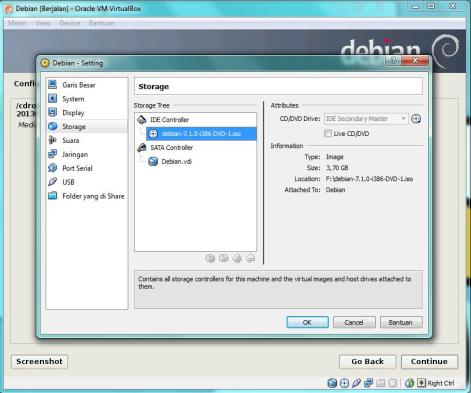 Debian [Berjalan] - Oracle VM VirtualBox
Mesin View Device Bantuan
debian
Debian - Setting
Confi
/cdro
2013
Medi
Garis Besar
System
Display
Storage
Suara
Jaringan
Port Serial
USB
Folder yang di Share
Storage
Storage Tree
IDE Controller
debian-7.1.0-i386-DVD-1.iso
SATA Controller
Debian.vdi
Attributes
CD/DVD Drive: IDE Secondary Master
Live CD/DVD
Information
Type: Image
Size: 3,70 GB
Location: F:\debian-7.1.0-i386-DVD-1.iso
Attached To: Debian
Contains all storage controllers for this machine and the virtual images and host drives attached to
them.
OK Cancel Bantuan
Screenshot Go Back Continue
Right Ctrl